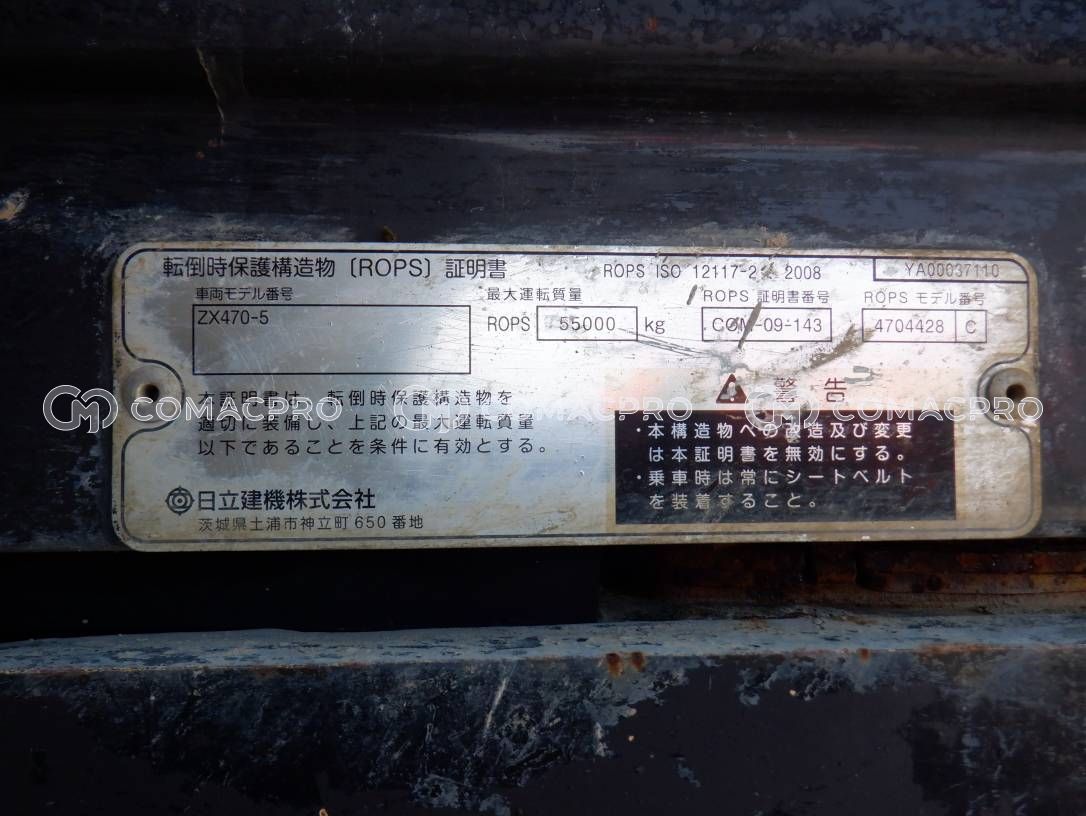 転倒時保護構造物〔ROPS〕証明書 ROPS ISO 12117-2 : 2008 YA00037110
車両モデル番号 最大運転質量 ROPS 証明書番号 ROPS モデル番号
ZX470-5 ROPS 55000 kg COM-09-143 4704428 C
本証明書は、転倒時保護構造物を
適切に装備し、上記の最大運転質量
以下であることを条件に有効とする。
日立建機株式会社
茨城県土浦市神立町 650 番地
警告
・本構造物への改造及び変更
は本証明書を無効にする。
・乗車時は常にシートベルト
を装着すること。
COMACPRO COMACPRO COMACPRO